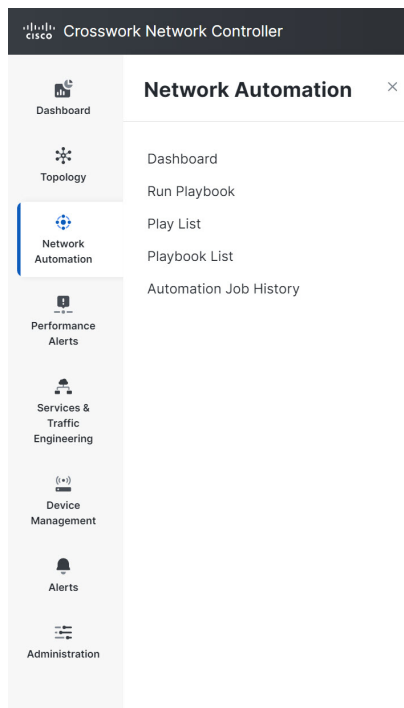 cisco Crosswork Network Controller
Dashboard
Topology
Network
Automation
Performance
Alerts
Services &
Traffic
Engineering
Device
Management
Alerts
Administration
Network Automation
Dashboard
Run Playbook
Play List
Playbook List
Automation Job History